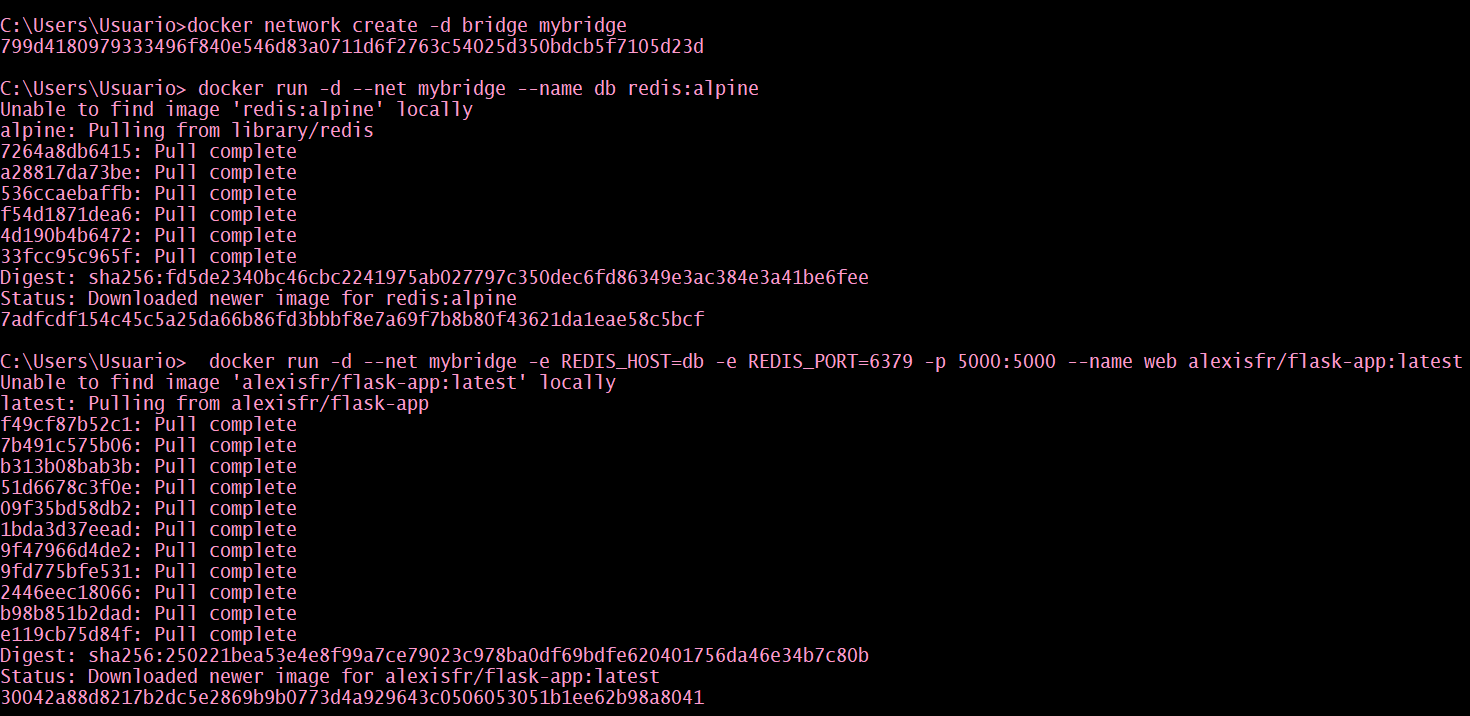 C:\Users\Usuario>docker network create -d bridge mybridge
799d4180979333496f840e546d83a0711d6f2763c54025d350bdcb5f7105d23d
C:\Users\Usuario> docker run -d --net mybridge --name db redis:alpine
Unable to find image 'redis:alpine' locally
alpine: Pulling from library/redis
7264a8db6415: Pull complete
a28817da73be: Pull complete
536ccaebaffb: Pull complete
f54d1871dea6: Pull complete
4d190b4b6472: Pull complete
33fcc95c965f: Pull complete
Digest: sha256:fd5de2340bc46cbc2241975ab027797c350dec6fd86349e3ac384e3a41be6fee
Status: Downloaded newer image for redis:alpine
7adfcdf154c45c5a25da66b86fd3bbbf8e7a69f7b8b80f43621da1eae58c5bcf
C:\Users\Usuario>  docker run -d --net mybridge -e REDIS_HOST=db -e REDIS_PORT=6379 -p 5000:5000 --name web alexisfr/flask-app:latest
Unable to find image 'alexisfr/flask-app:latest' locally
latest: Pulling from alexisfr/flask-app
f49cf87b52c1: Pull complete
7b491c575b06: Pull complete
b313b08bab3b: Pull complete
51d6678c3f0e: Pull complete
09f35bd58db2: Pull complete
1bda3d37eead: Pull complete
9f47966d4de2: Pull complete
9fd775bfe531: Pull complete
2446eec18066: Pull complete
b98b851b2dad: Pull complete
e119cb75d84f: Pull complete
Digest: sha256:250221bea53e4e8f99a7ce79023c978ba0df69bdfe620401756da46e34b7c80b
Status: Downloaded newer image for alexisfr/flask-app:latest
30042a88d8217b2dc5e2869b9b0773d4a929643c0506053051b1ee62b98a8041